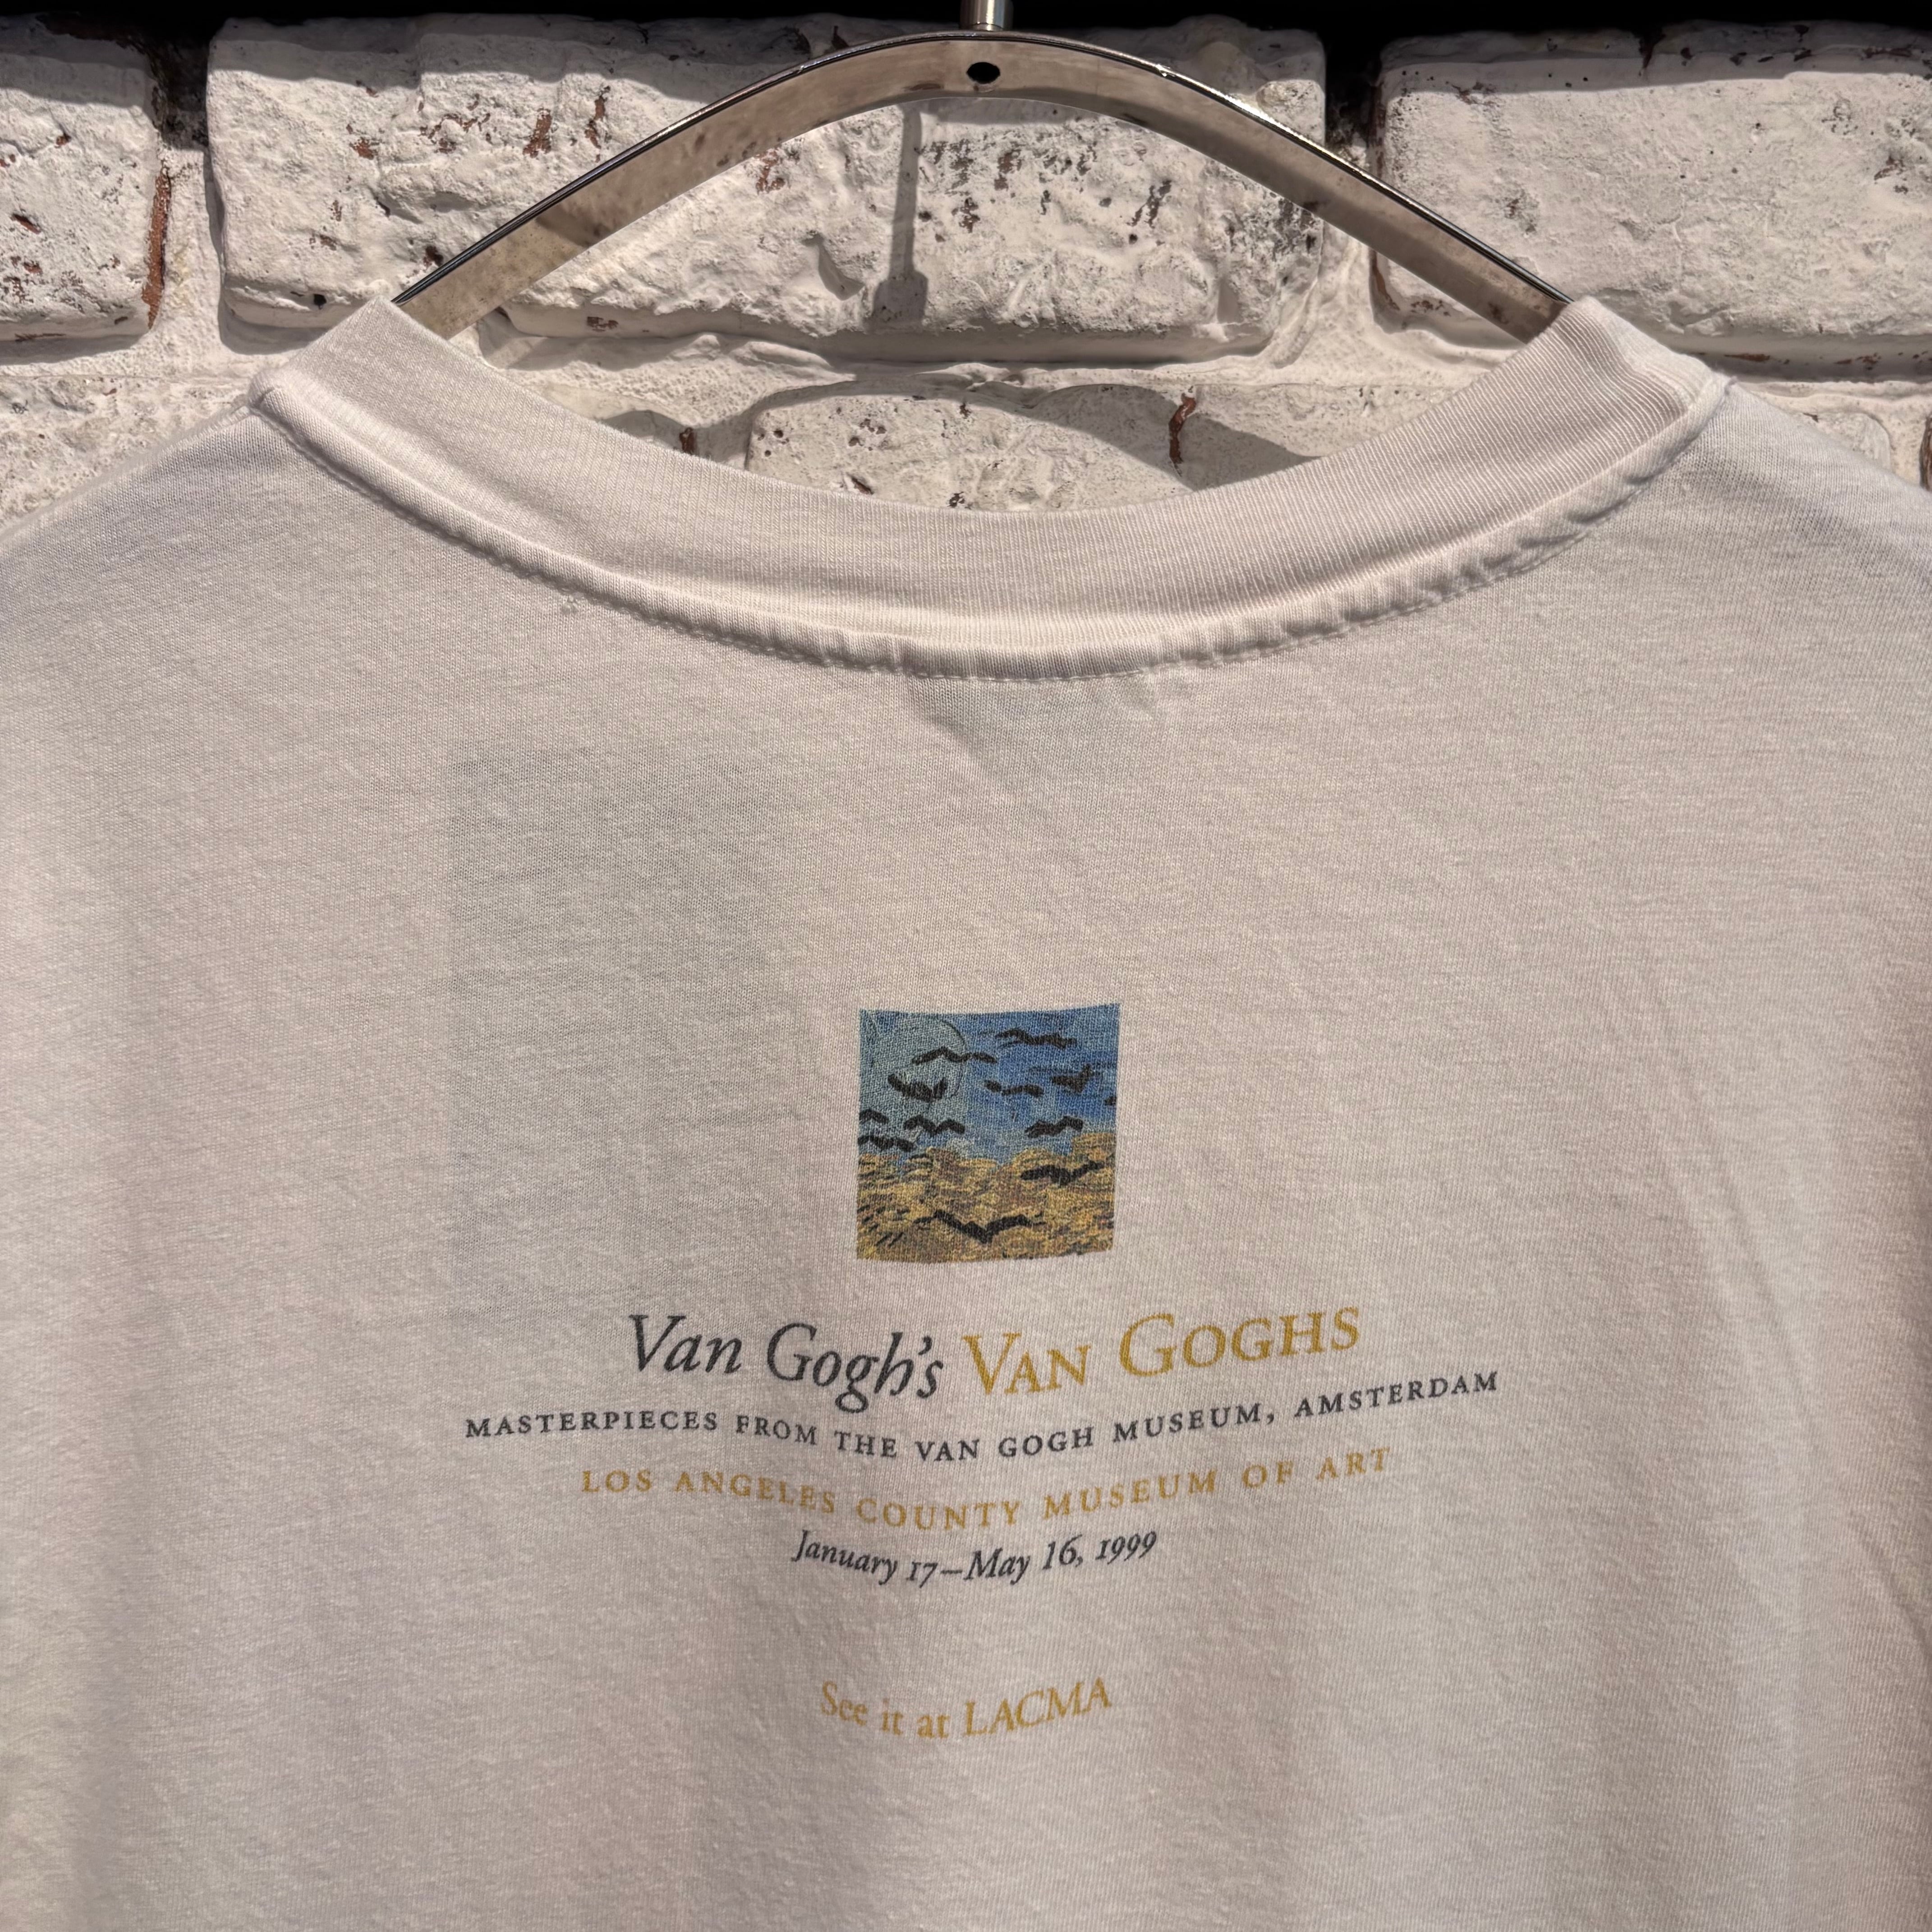 Van Gogh's VAN GOGHS
MASTERPIECES FROM THE VAN GOGH MUSEUM, AMSTERDAM
LOS ANGELES COUNTY MUSEUM OF ART
January 17–May 16, 1999
See it at LACMA